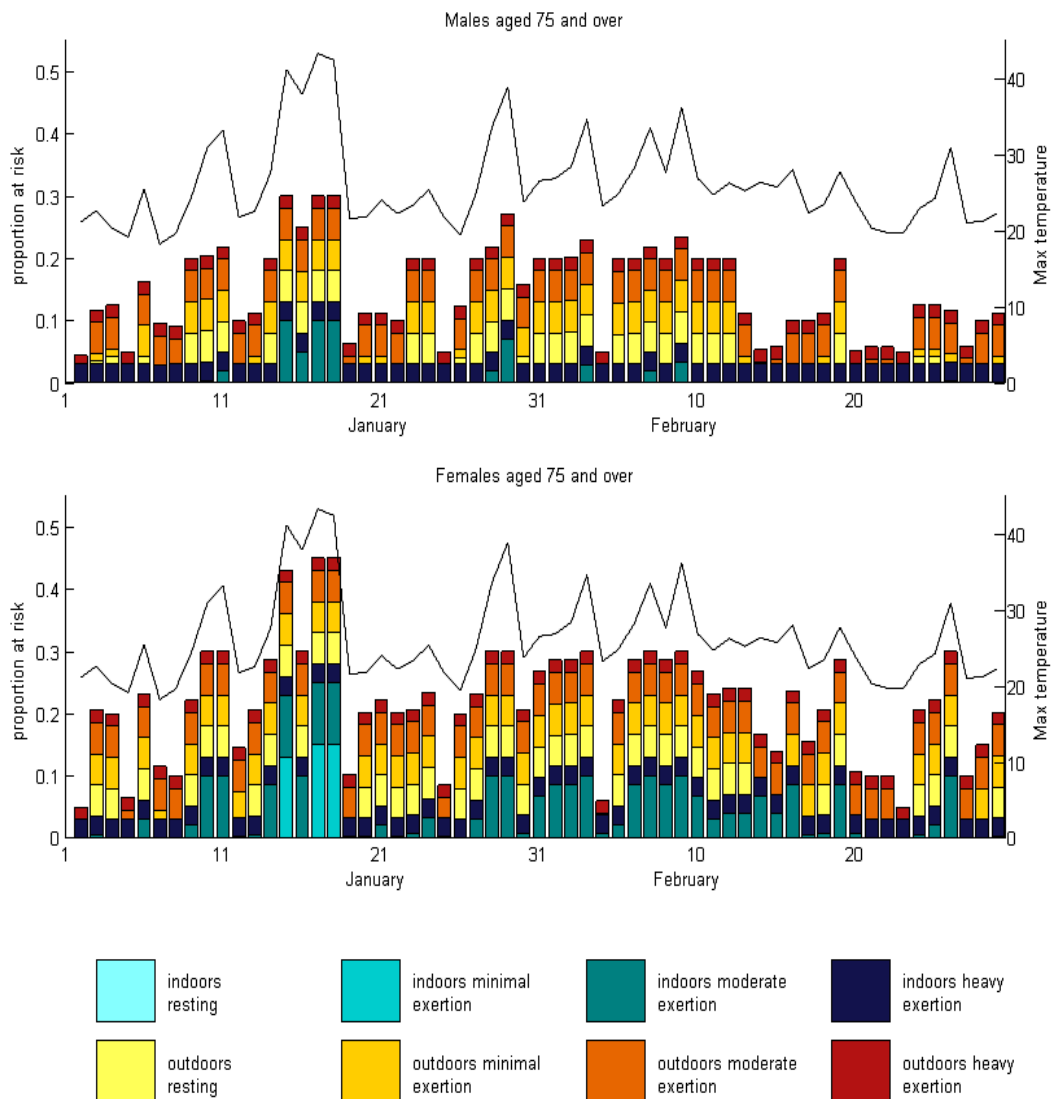 Males aged 75 and over
0.5
0.4
0.3
0.2
0.1
0
proportion at risk
40
30
20
10
0
Max temperature
1 11 21 31 10 20
January February
Females aged 75 and over
0.5
0.4
0.3
0.2
0.1
0
proportion at risk
40
30
20
10
0
Max temperature
1 11 21 31 10 20
January February
indoors
resting
indoors minimal
exertion
indoors moderate
exertion
indoors heavy
exertion
outdoors
resting
outdoors minimal
exertion
outdoors moderate
exertion
outdoors heavy
exertion